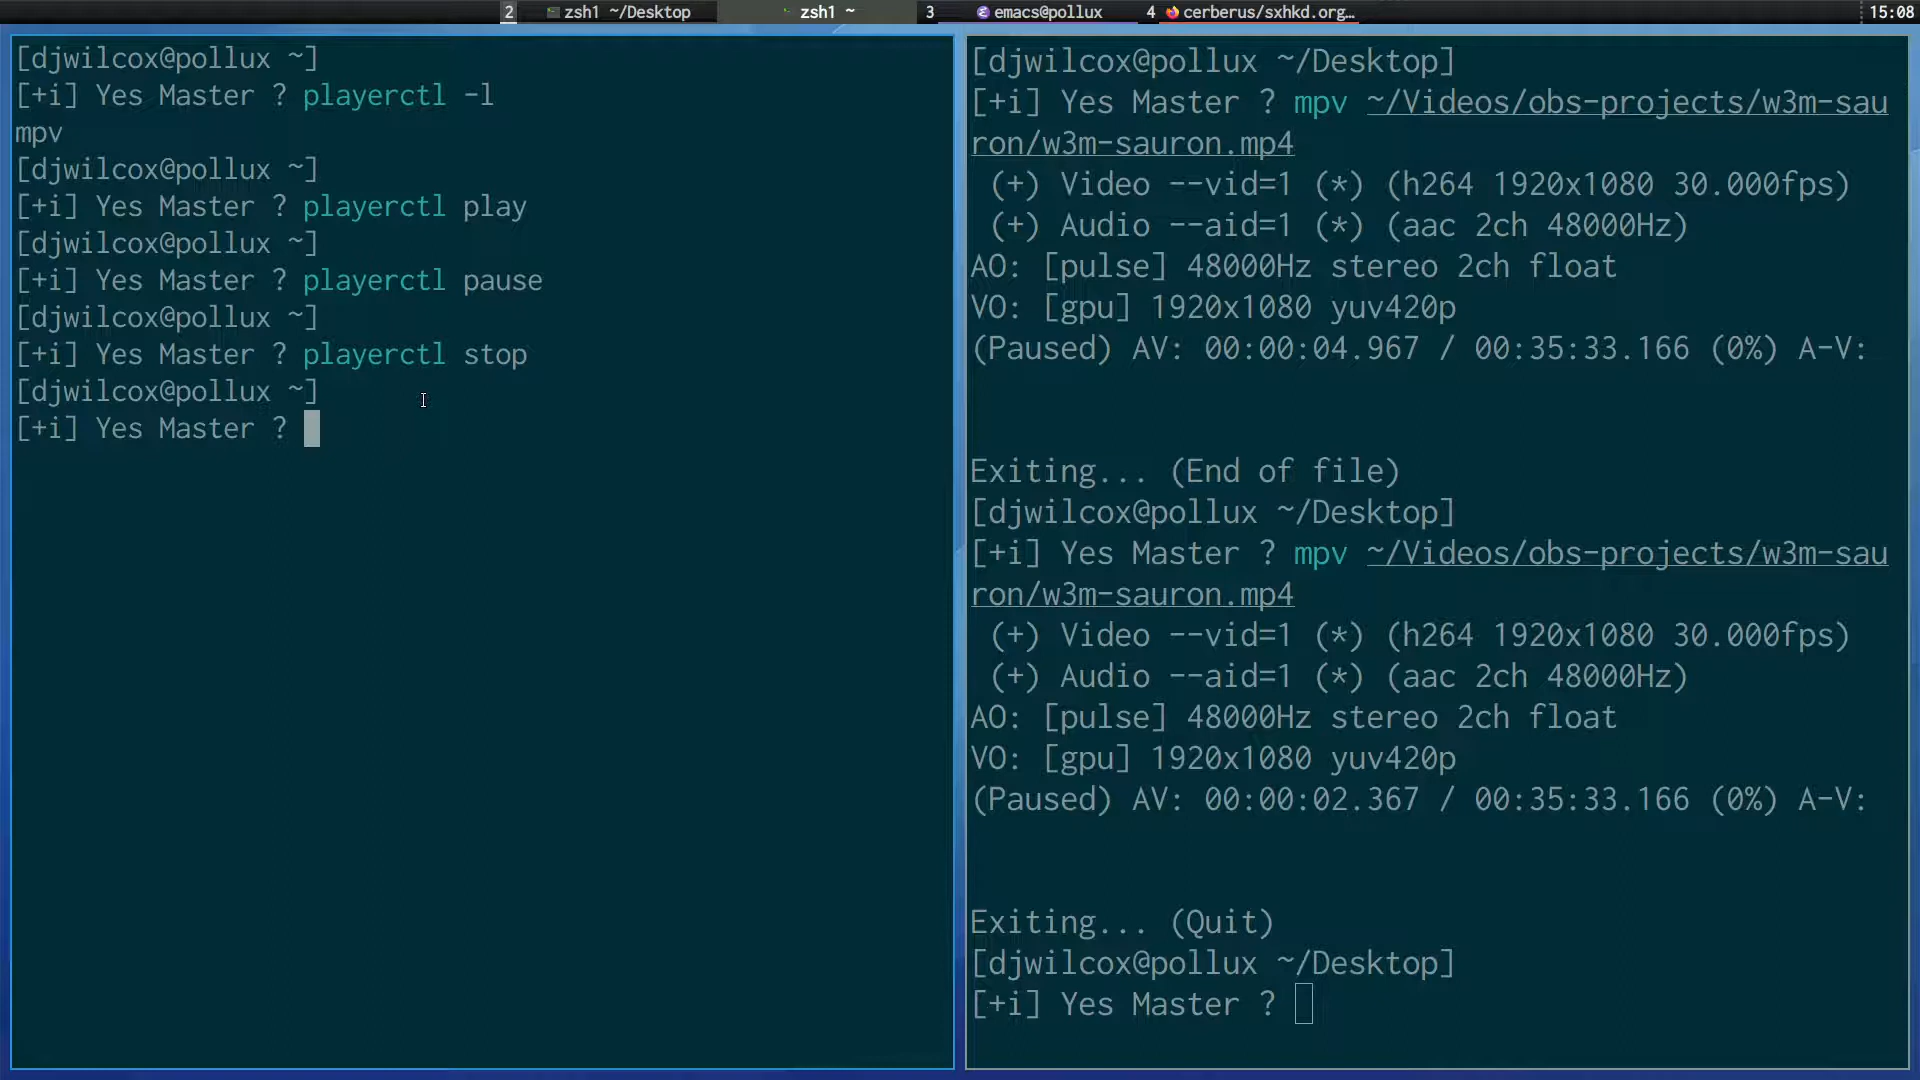 2 zsh1 ~/Desktop zsh1 ~ 3 emacs@pollux 4 cerberus/sxhkd.org… 15:08
[djwilcox@pollux ~]
[+i] Yes Master ? playerctl -l
mpv
[djwilcox@pollux ~]
[+i] Yes Master ? playerctl play
[djwilcox@pollux ~]
[+i] Yes Master ? playerctl pause
[djwilcox@pollux ~]
[+i] Yes Master ? playerctl stop
[djwilcox@pollux ~]
[+i] Yes Master ?
[djwilcox@pollux ~/Desktop]
[+i] Yes Master ? mpv ~/Videos/obs-projects/w3m-sau
ron/w3m-sauron.mp4
(+) Video --vid=1 (*) (h264 1920x1080 30.000fps)
(+) Audio --aid=1 (*) (aac 2ch 48000Hz)
AO: [pulse] 48000Hz stereo 2ch float
VO: [gpu] 1920x1080 yuv420p
(Paused) AV: 00:00:04.967 / 00:35:33.166 (0%) A-V:
Exiting... (End of file)
[djwilcox@pollux ~/Desktop]
[+i] Yes Master ? mpv ~/Videos/obs-projects/w3m-sau
ron/w3m-sauron.mp4
(+) Video --vid=1 (*) (h264 1920x1080 30.000fps)
(+) Audio --aid=1 (*) (aac 2ch 48000Hz)
AO: [pulse] 48000Hz stereo 2ch float
VO: [gpu] 1920x1080 yuv420p
(Paused) AV: 00:00:02.367 / 00:35:33.166 (0%) A-V:
Exiting... (Quit)
[djwilcox@pollux ~/Desktop]
[+i] Yes Master ?